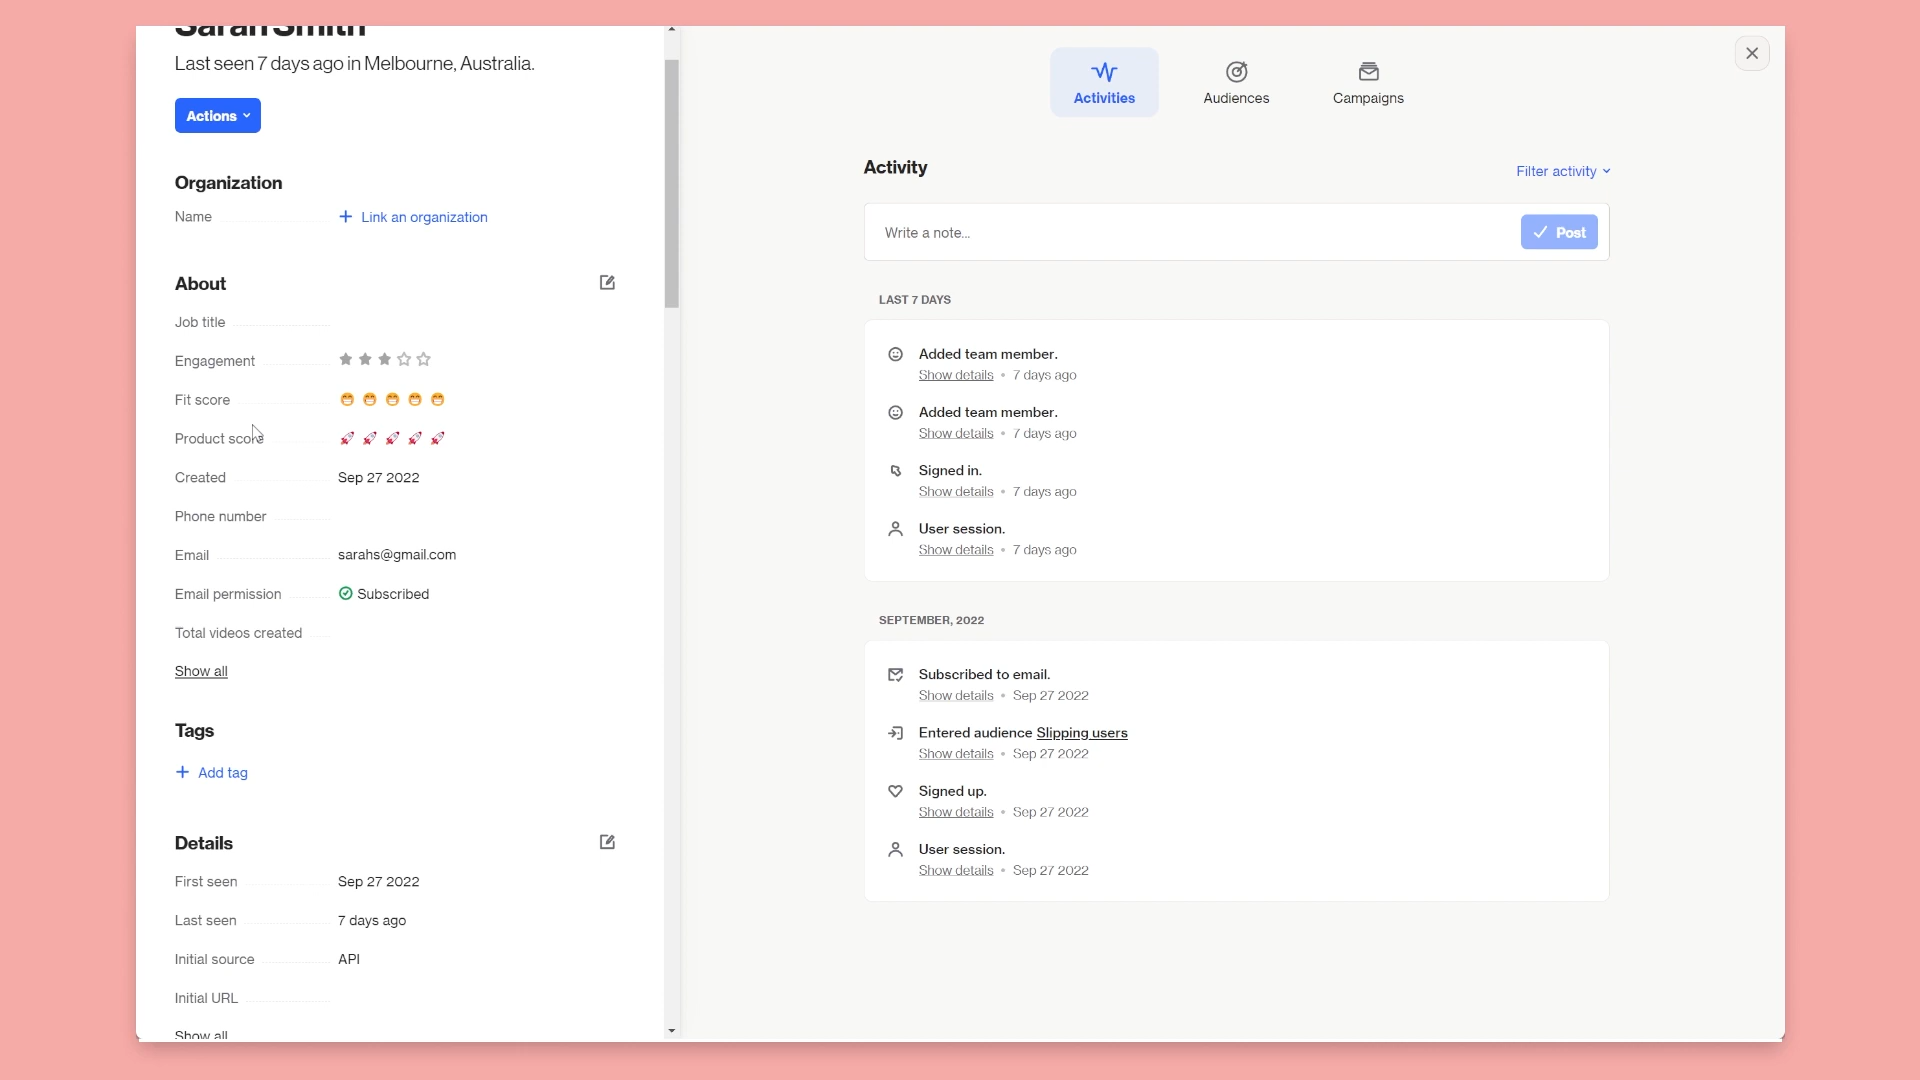 Sarah Smith
Last seen 7 days ago in Melbourne, Australia.
Actions
Organization
Name
Link an organization
About
Job title
Engagement
Fit score
Product score
Created Sep 27 2022
Phone number
Email sarahs@gmail.com
Email permission Subscribed
Total videos created
Show all
Tags
Add tag
Details
First seen Sep 27 2022
Last seen 7 days ago
Initial source API
Initial URL
Show all
Activities
Audiences
Campaigns
Activity
Filter activity
Write a note...
Post
LAST 7 DAYS
Added team member.
Show details • 7 days ago
Added team member.
Show details • 7 days ago
Signed in.
Show details • 7 days ago
User session.
Show details • 7 days ago
SEPTEMBER, 2022
Subscribed to email.
Show details • Sep 27 2022
Entered audience Slipping users
Show details • Sep 27 2022
Signed up.
Show details • Sep 27 2022
User session.
Show details • Sep 27 2022